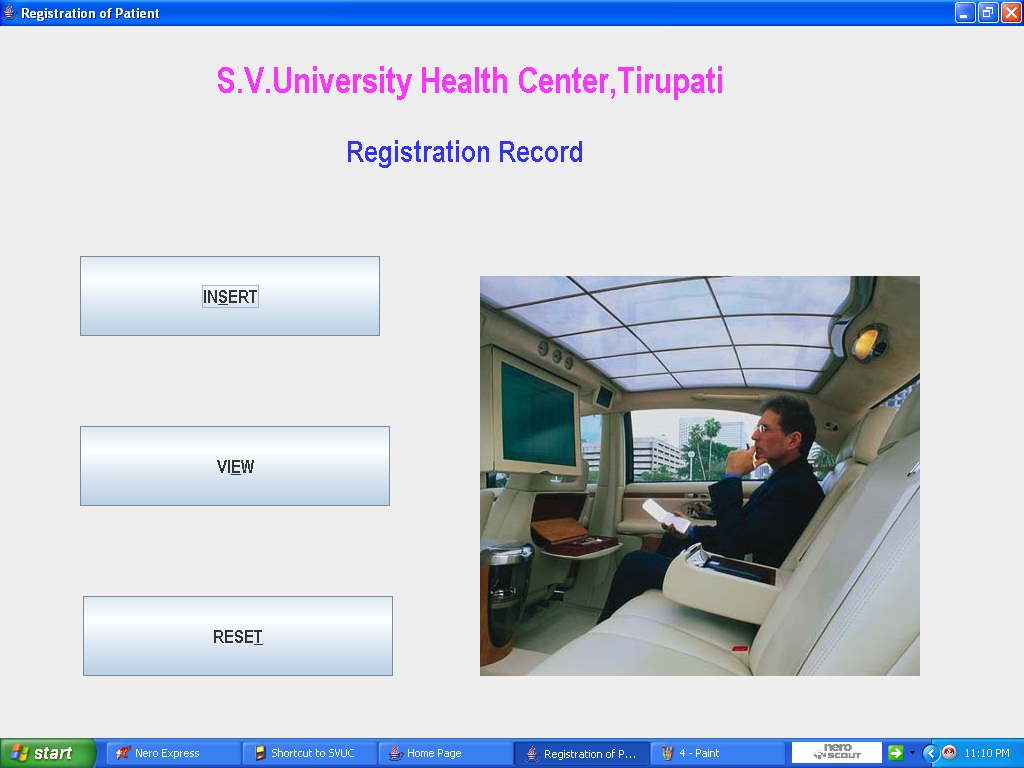 Registration of Patient
S.V.University Health Center,Tirupati
Registration Record
INSERT
VIEW
RESET
start
Nero Express
Shortcut to SVUC
Home Page
Registration of P...
4 - Paint
nero
SCOUT
11:10 PM